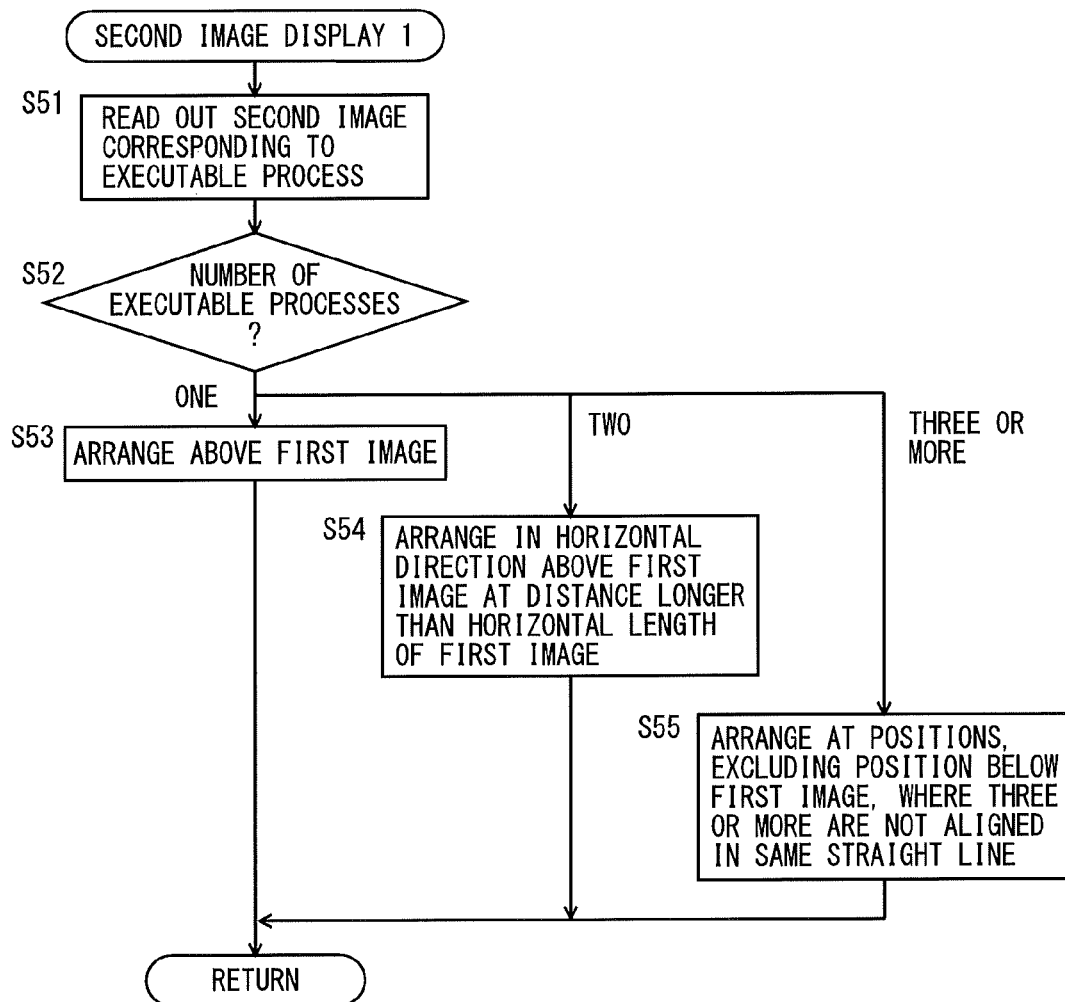 SECOND IMAGE DISPLAY 1
S51
READ OUT SECOND IMAGE
CORRESPONDING TO
EXECUTABLE PROCESS
S52
NUMBER OF
EXECUTABLE PROCESSES
?
ONE
TWO
THREE OR
MORE
S53
ARRANGE ABOVE FIRST IMAGE
S54
ARRANGE IN HORIZONTAL
DIRECTION ABOVE FIRST
IMAGE AT DISTANCE LONGER
THAN HORIZONTAL LENGTH
OF FIRST IMAGE
S55
ARRANGE AT POSITIONS,
EXCLUDING POSITION BELOW
FIRST IMAGE, WHERE THREE
OR MORE ARE NOT ALIGNED
IN SAME STRAIGHT LINE
RETURN